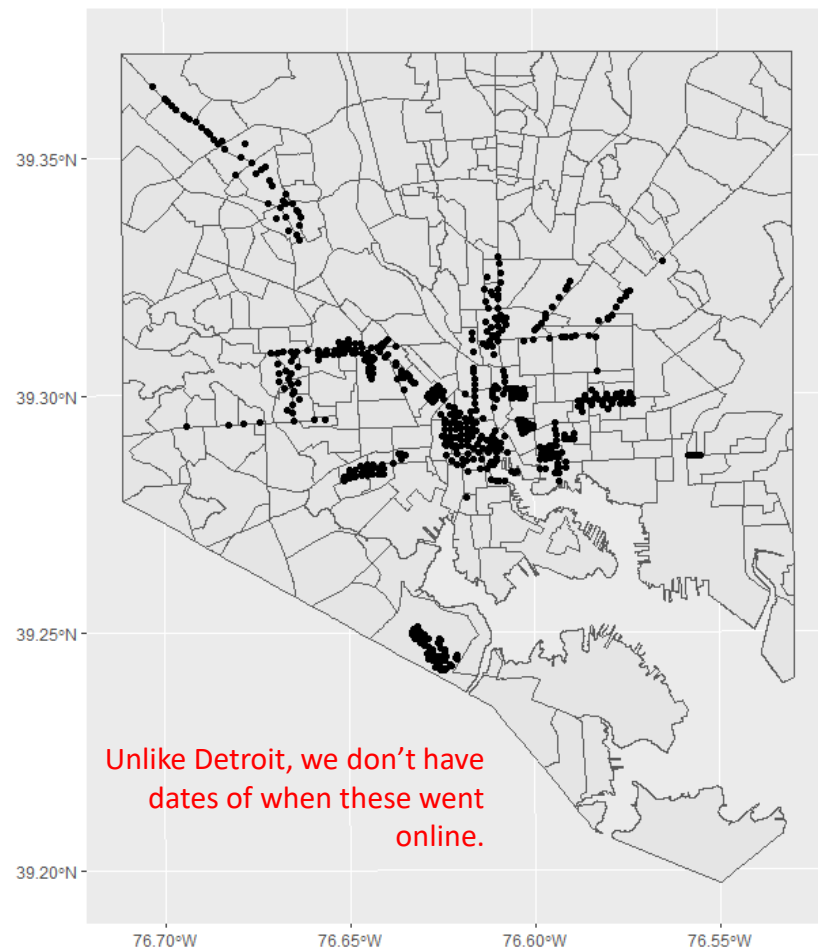 39.35°N
39.30°N
39.25°N
Unlike Detroit, we don’t have
dates of when these went
online.
39.20°N
76.70°W
76.65°W
76.60°W
76.55°W